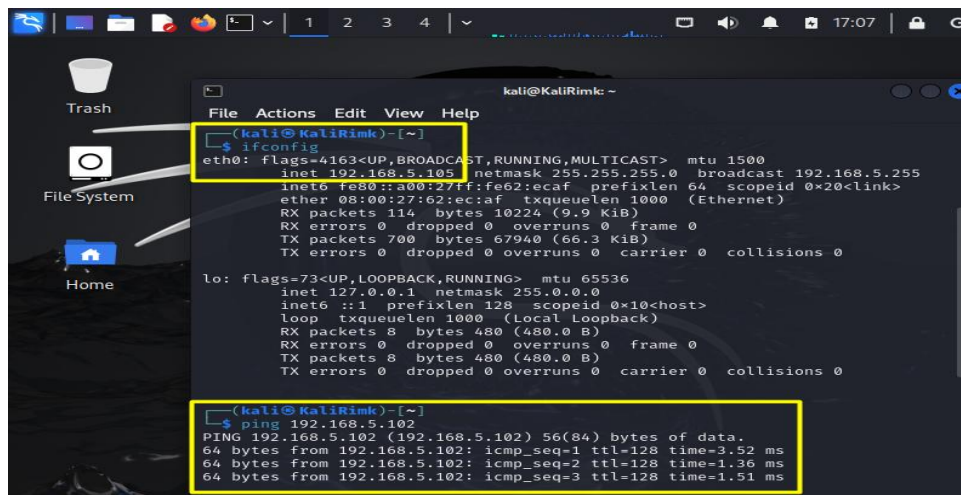 1 2 3 4 17:07
Trash
File System
Home
kali@KaliRimk: ~
File Actions Edit View Help
┌──(kali㉿KaliRimk)-[~]
└─$ ifconfig
eth0: flags=4163<UP,BROADCAST,RUNNING,MULTICAST> mtu 1500
inet 192.168.5.105 netmask 255.255.255.0 broadcast 192.168.5.255
inet6 fe80::a00:27ff:fe62:ecaf prefixlen 64 scopeid 0×20<link>
ether 08:00:27:62:ec:af txqueuelen 1000 (Ethernet)
RX packets 114 bytes 10224 (9.9 KiB)
RX errors 0 dropped 0 overruns 0 frame 0
TX packets 700 bytes 67940 (66.3 KiB)
TX errors 0 dropped 0 overruns 0 carrier 0 collisions 0
lo: flags=73<UP,LOOPBACK,RUNNING> mtu 65536
inet 127.0.0.1 netmask 255.0.0.0
inet6 ::1 prefixlen 128 scopeid 0×10<host>
loop txqueuelen 1000 (Local Loopback)
RX packets 8 bytes 480 (480.0 B)
RX errors 0 dropped 0 overruns 0 frame 0
TX packets 8 bytes 480 (480.0 B)
TX errors 0 dropped 0 overruns 0 carrier 0 collisions 0
┌──(kali㉿KaliRimk)-[~]
└─$ ping 192.168.5.102
PING 192.168.5.102 (192.168.5.102) 56(84) bytes of data.
64 bytes from 192.168.5.102: icmp_seq=1 ttl=128 time=3.52 ms
64 bytes from 192.168.5.102: icmp_seq=2 ttl=128 time=1.36 ms
64 bytes from 192.168.5.102: icmp_seq=3 ttl=128 time=1.51 ms